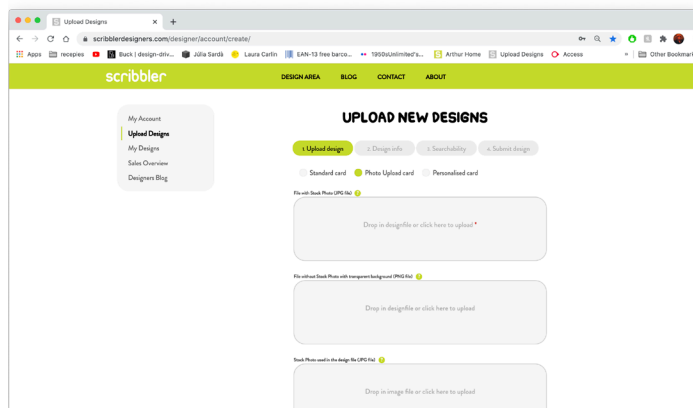 Upload Designs
scribblerdesigners.com/designer/account/create/
Apps recepies Buck | design-driv... Júlia Sardà Laura Carlin EAN-13 free barco... 1950sUnlimited's... Arthur Home Upload Designs Access » Other Bookmark
scribbler DESIGN AREA BLOG CONTACT ABOUT
My Account
Upload Designs
My Designs
Sales Overview
Designers Blog
UPLOAD NEW DESIGNS
1. Upload design 2. Design info 3. Searchability 4. Submit design
Standard card Photo Upload card Personalised card
File with Stock Photo (JPG file) ?
Drop in designfile or click here to upload *
File without Stock Photo with transparent background (PNG file) ?
Drop in designfile or click here to upload
Stock Photo used in the design file (JPG file) ?
Drop in image file or click here to upload